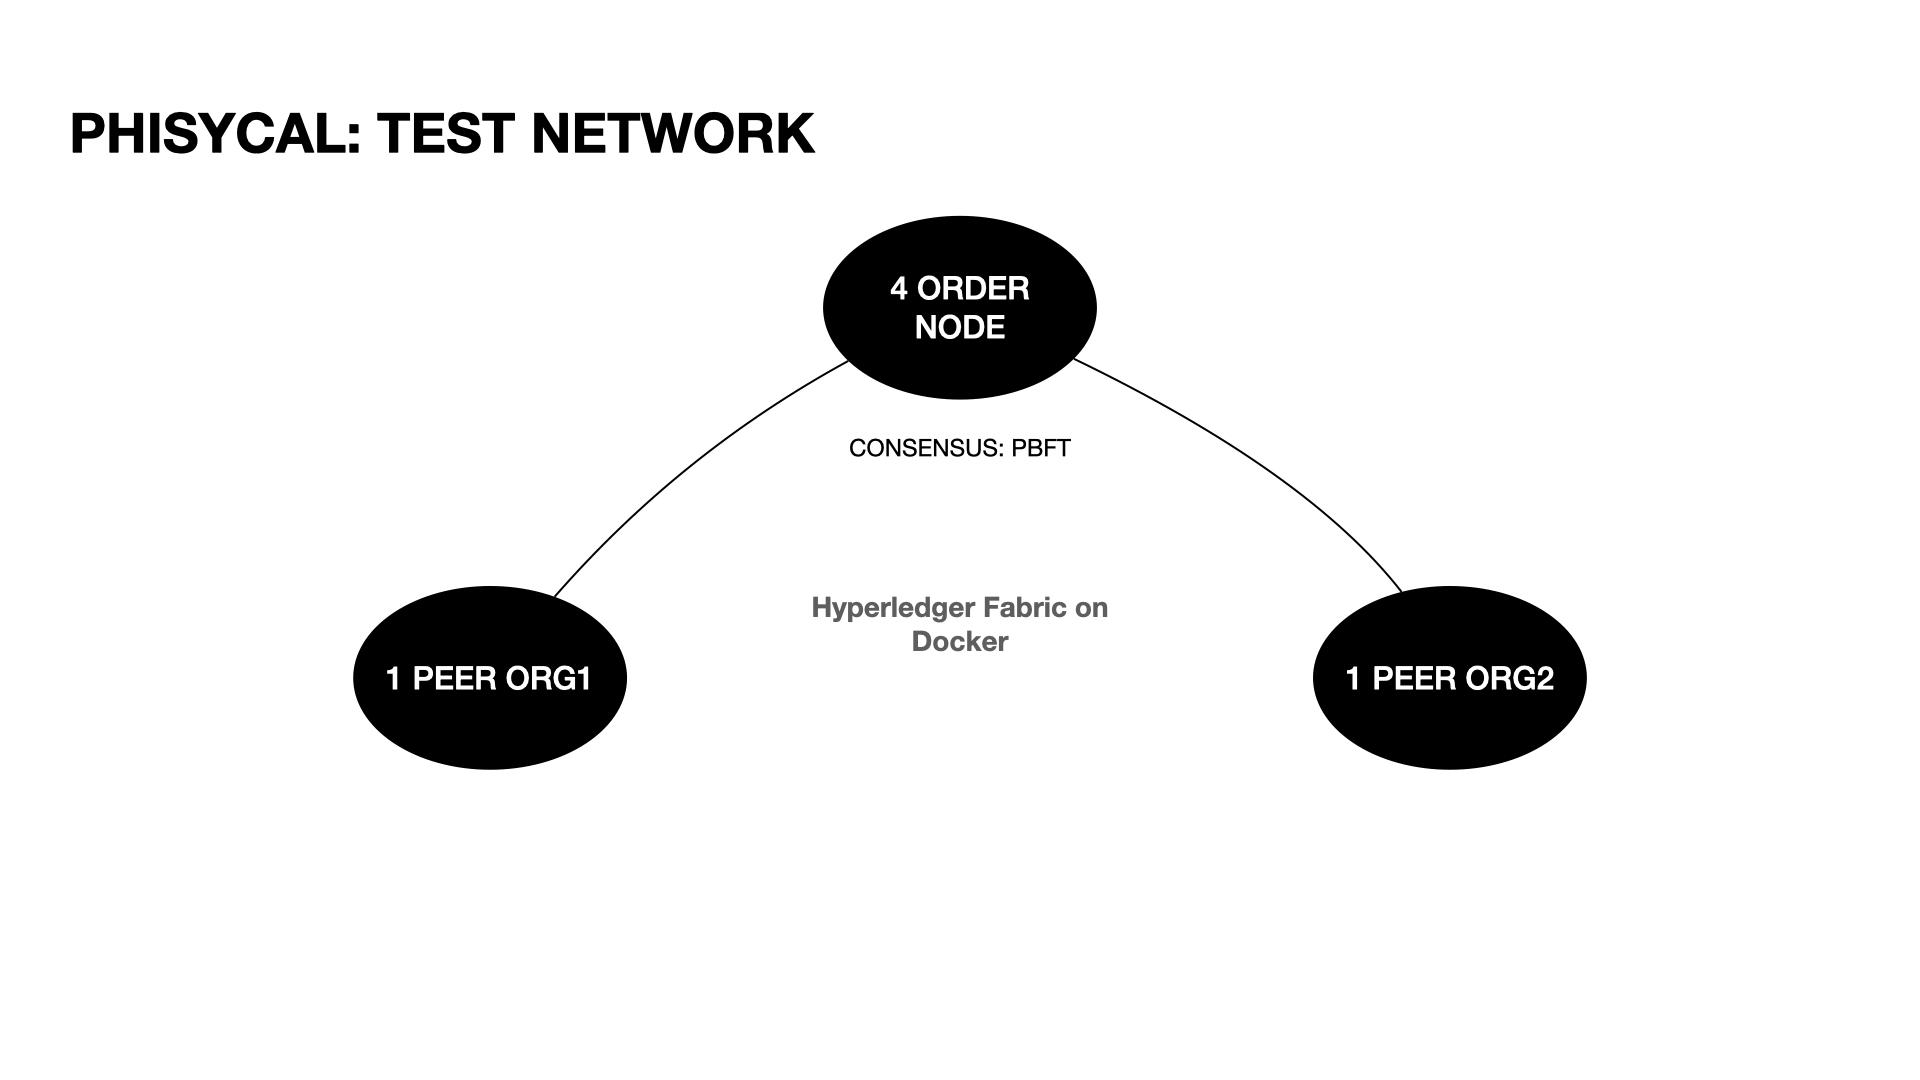 PHISYCAL: TEST NETWORK
4 ORDER
NODE
CONSENSUS: PBFT
Hyperledger Fabric on
Docker
1 PEER ORG1
1 PEER ORG2